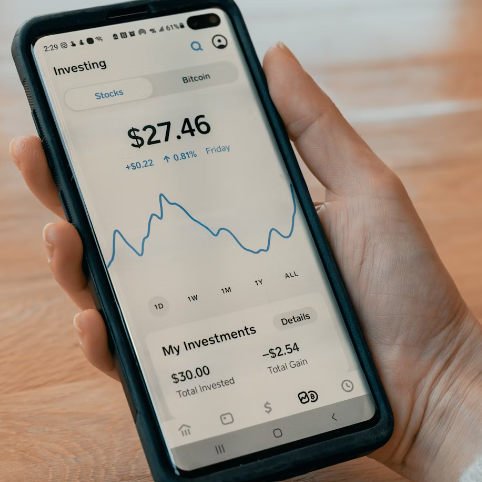 2:29 61%
Investing
Stocks Bitcoin
$27.46
+$0.22 ↑ 0.81% Friday
1D 1W 1M 1Y ALL
My Investments Details
$30.00 –$2.54
Total Invested Total Gain
$